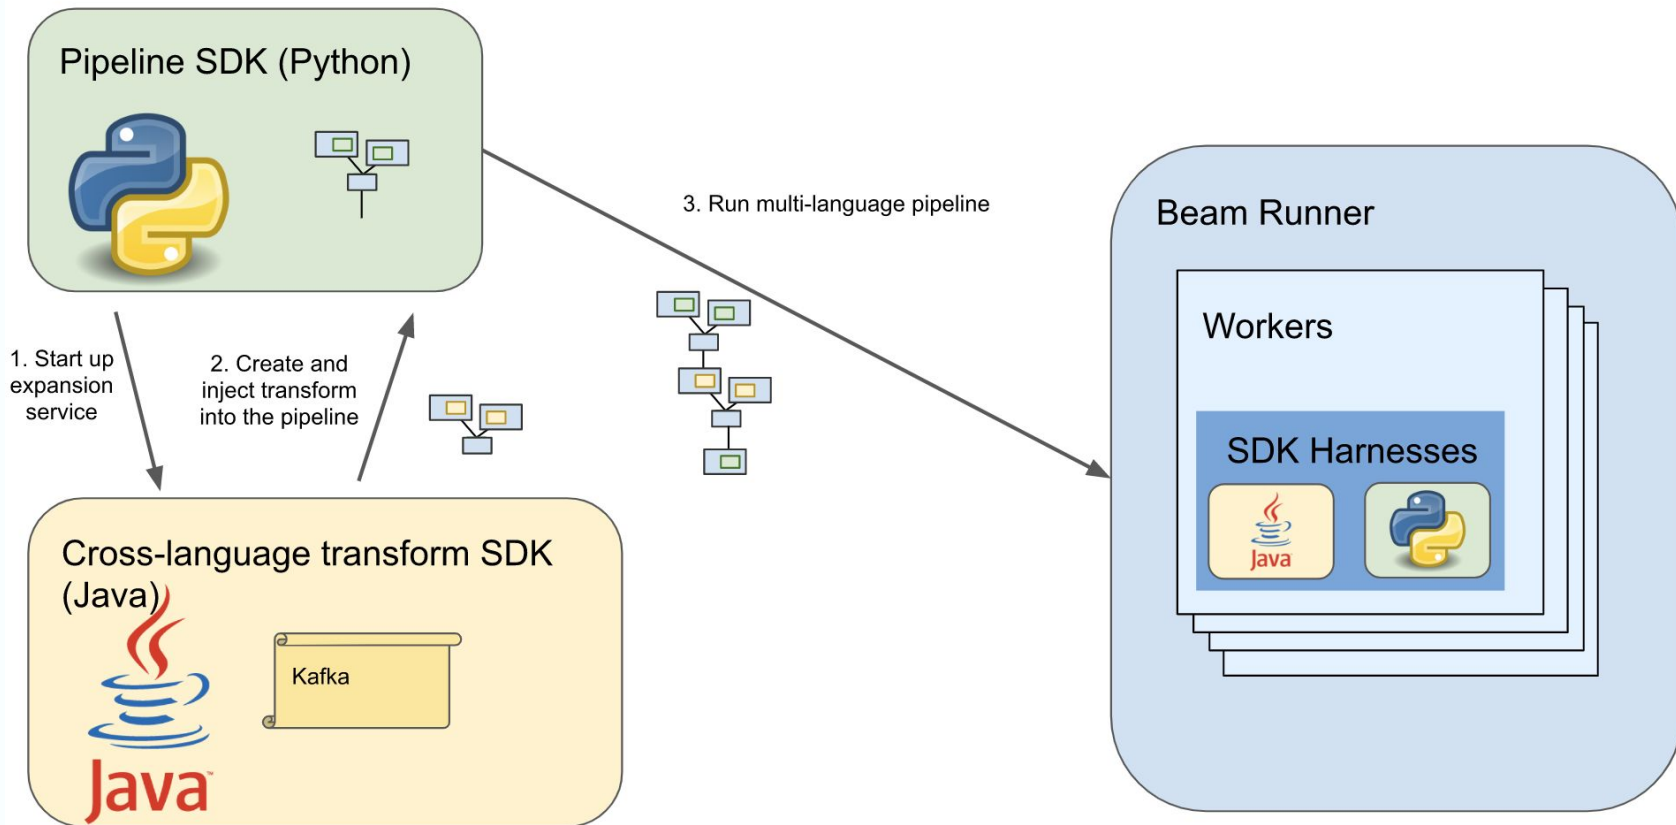 Pipeline SDK (Python)
1. Start up
expansion
service
2. Create and
inject transform
into the pipeline
3. Run multi-language pipeline
Cross-language transform SDK
(Java)
Java™
Kafka
Beam Runner
Workers
SDK Harnesses
Java